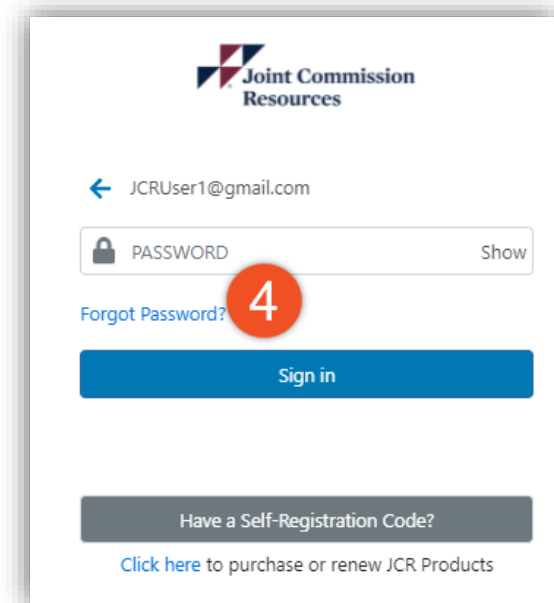 Joint Commission
Resources
JCRUser1@gmail.com
PASSWORD Show
Forgot Password? 4
Sign in
Have a Self-Registration Code?
Click here to purchase or renew JCR Products